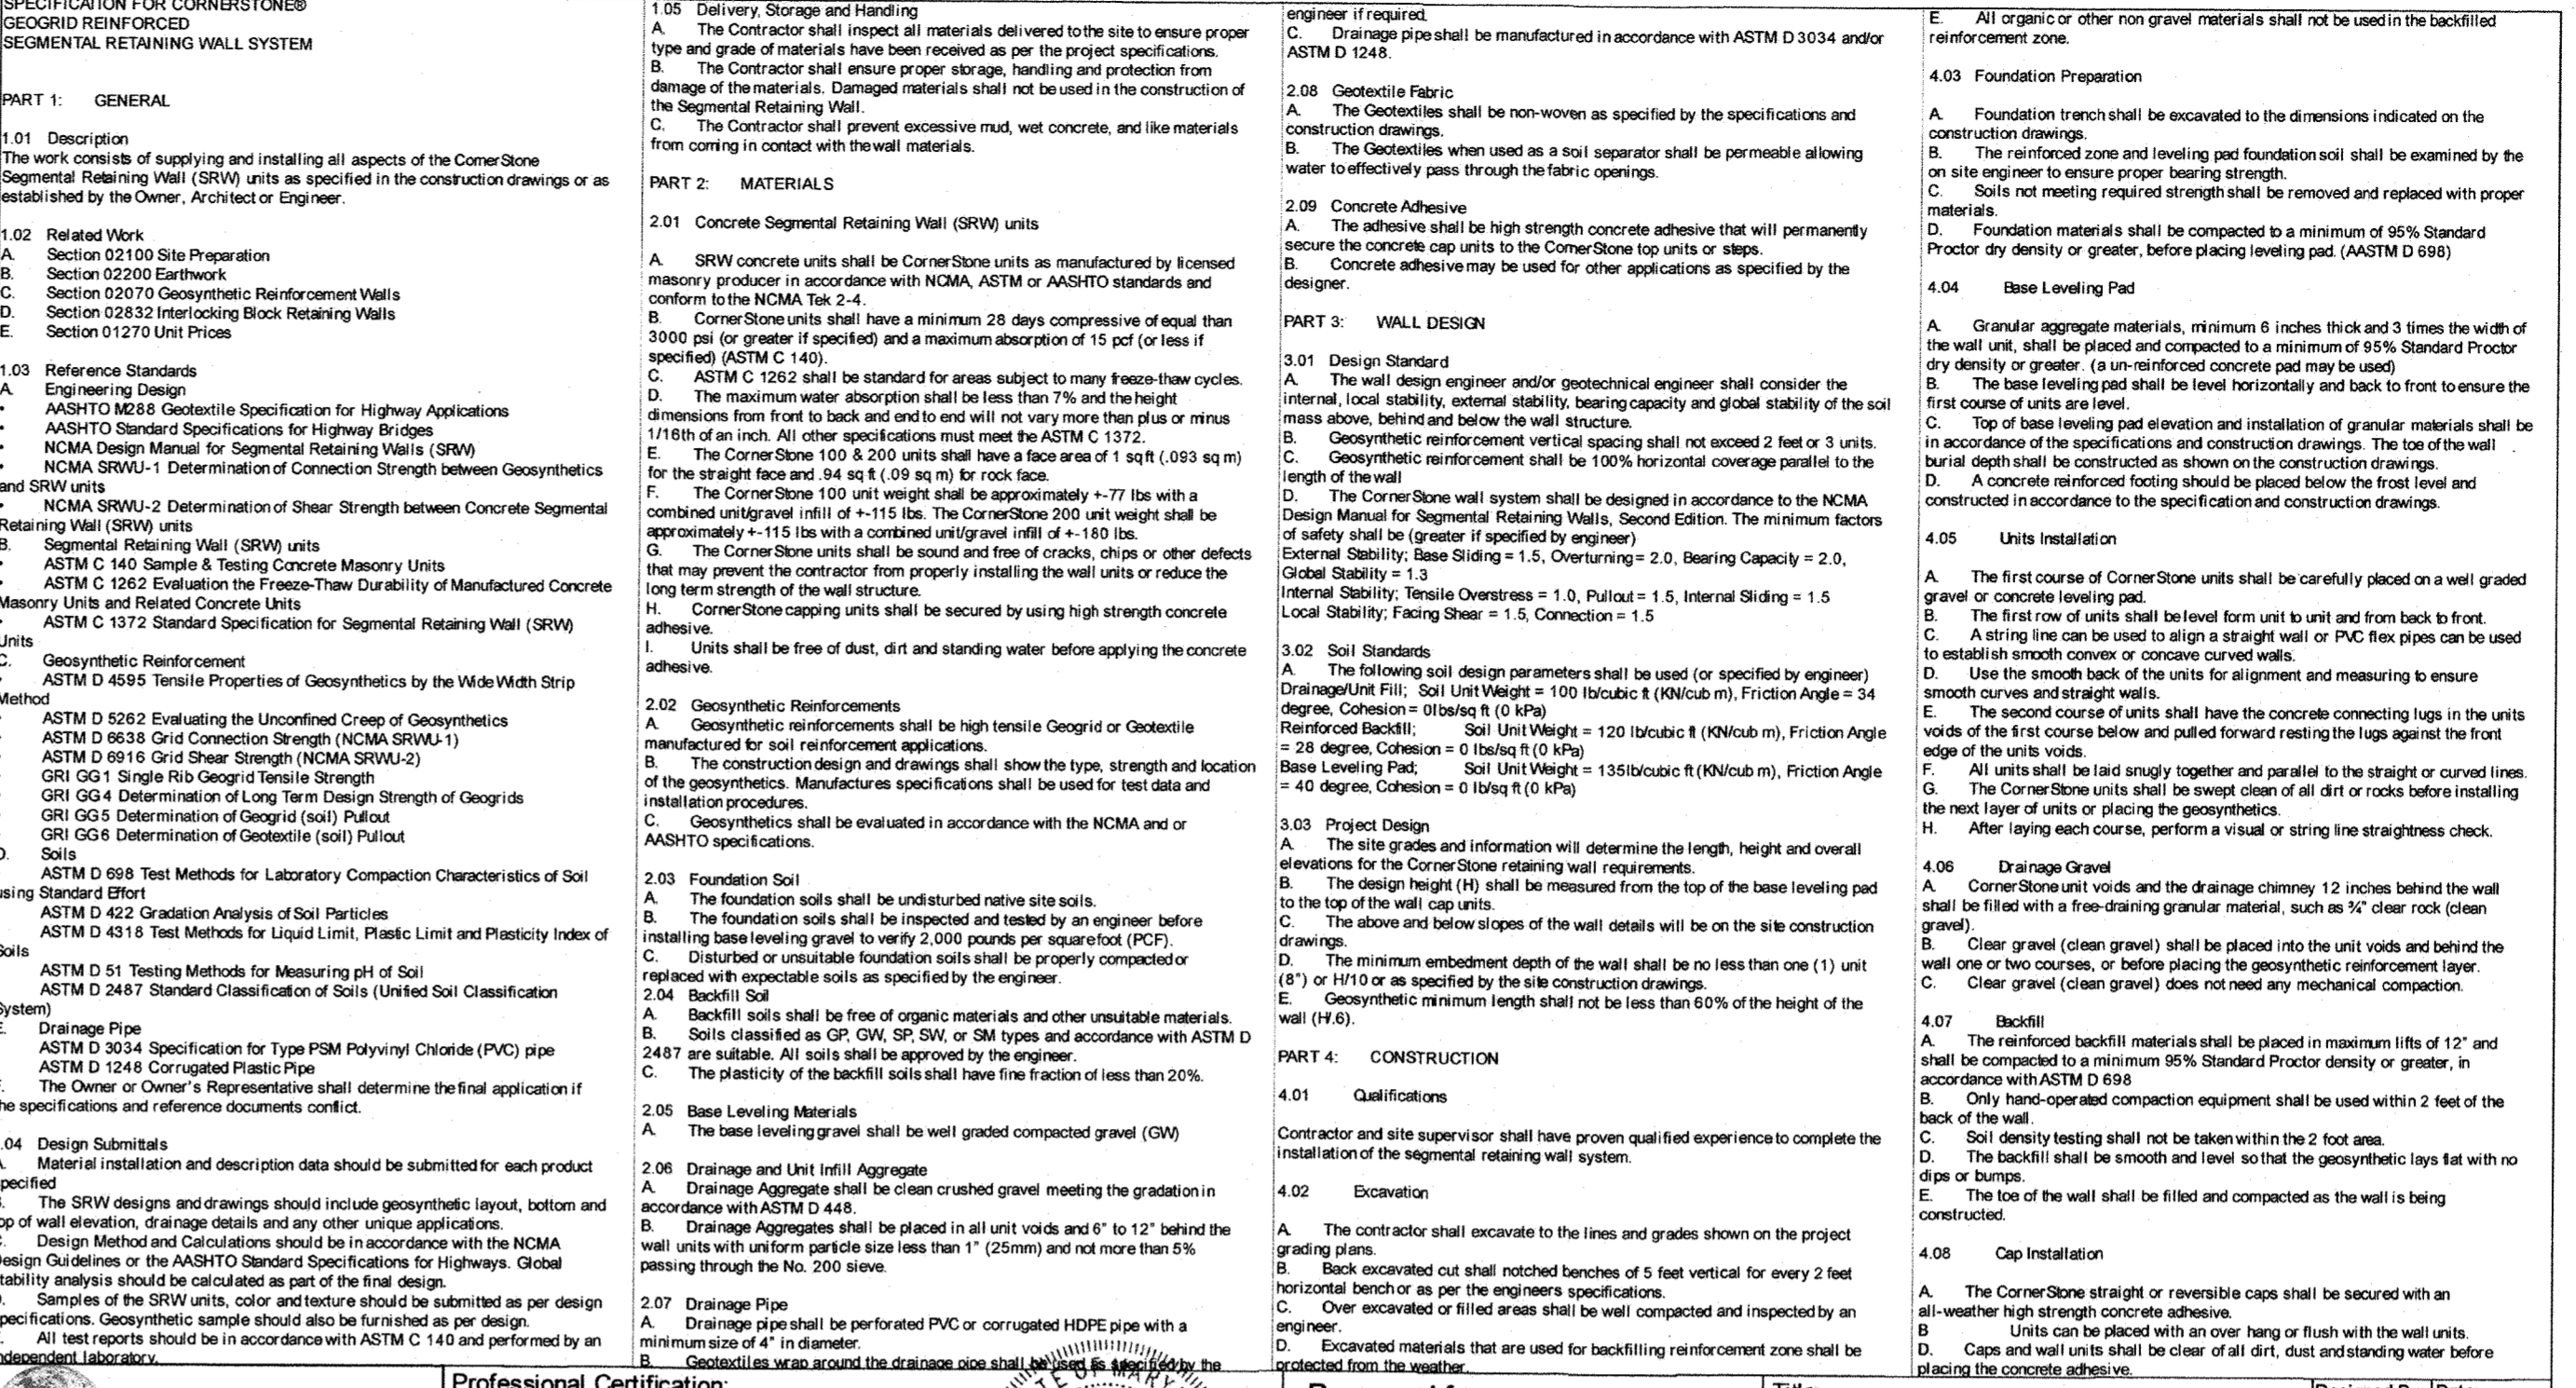 SPECIFICATION FOR CORNERSTONE®
GEOGRID REINFORCED
SEGMENTAL RETAINING WALL SYSTEM
PART 1: GENERAL
1.01 Description
The work consists of supplying and installing all aspects of the CornerStone
Segmental Retaining Wall (SRW) units as specified in the construction drawings or as
established by the Owner, Architect or Engineer.
1.02 Related Work
A. Section 02100 Site Preparation
B. Section 02200 Earthwork
C. Section 02070 Geosynthetic Reinforcement Walls
D. Section 02832 Interlocking Block Retaining Walls
E. Section 01270 Unit Prices
1.03 Reference Standards
A. Engineering Design
• AASHTO M288 Geotextile Specification for Highway Applications
• AASHTO Standard Specifications for Highway Bridges
• NCMA Design Manual for Segmental Retaining Walls (SRW)
• NCMA SRWU-1 Determination of Connection Strength between Geosynthetics
and SRW units
• NCMA SRWU-2 Determination of Shear Strength between Concrete Segmental
Retaining Wall (SRW) units
B. Segmental Retaining Wall (SRW) units
• ASTM C 140 Sample & Testing Concrete Masonry Units
• ASTM C 1262 Evaluation the Freeze-Thaw Durability of Manufactured Concrete
Masonry Units and Related Concrete Units
• ASTM C 1372 Standard Specification for Segmental Retaining Wall (SRW)
Units
C. Geosynthetic Reinforcement
• ASTM D 4595 Tensile Properties of Geosynthetics by the Wide Width Strip
Method
ASTM D 5262 Evaluating the Unconfined Creep of Geosynthetics
ASTM D 6638 Grid Connection Strength (NCMA SRWU-1)
ASTM D 6916 Grid Shear Strength (NCMA SRWU-2)
GRI GG1 Single Rib Geogrid Tensile Strength
GRI GG4 Determination of Long Term Design Strength of Geogrids
GRI GG5 Determination of Geogrid (soil) Pullout
GRI GG6 Determination of Geotextile (soil) Pullout
D. Soils
ASTM D 698 Test Methods for Laboratory Compaction Characteristics of Soil
using Standard Effort
ASTM D 422 Gradation Analysis of Soil Particles
ASTM D 4318 Test Methods for Liquid Limit, Plastic Limit and Plasticity Index of
Soils
ASTM D 51 Testing Methods for Measuring pH of Soil
ASTM D 2487 Standard Classification of Soils (Unified Soil Classification
System)
E. Drainage Pipe
ASTM D 3034 Specification for Type PSM Polyvinyl Chloride (PVC) pipe
ASTM D 1248 Corrugated Plastic Pipe
The Owner or Owner's Representative shall determine the final application if
he specifications and reference documents conflict.
.04 Design Submittals
Material installation and description data should be submitted for each product
pecified
The SRW designs and drawings should include geosynthetic layout, bottom and
op of wall elevation, drainage details and any other unique applications.
Design Method and Calculations should be in accordance with the NCMA
Design Guidelines or the AASHTO Standard Specifications for Highways. Global
tability analysis should be calculated as part of the final design.
Samples of the SRW units, color and texture should be submitted as per design
pecifications. Geosynthetic sample should also be furnished as per design.
All test reports should be in accordance with ASTM C 140 and performed by an
ndependent laboratory.
1.05 Delivery, Storage and Handling
A. The Contractor shall inspect all materials delivered to the site to ensure proper
type and grade of materials have been received as per the project specifications.
B. The Contractor shall ensure proper storage, handling and protection from
damage of the materials. Damaged materials shall not be used in the construction of
the Segmental Retaining Wall.
C. The Contractor shall prevent excessive mud, wet concrete, and like materials
from coming in contact with the wall materials.
PART 2: MATERIALS
2.01 Concrete Segmental Retaining Wall (SRW) units
A. SRW concrete units shall be CornerStone units as manufactured by licensed
masonry producer in accordance with NCMA, ASTM or AASHTO standards and
conform to the NCMA Tek 2-4.
B. CornerStone units shall have a minimum 28 days compressive of equal than
3000 psi (or greater if specified) and a maximum absorption of 15 pcf (or less if
specified) (ASTM C 140).
C. ASTM C 1262 shall be standard for areas subject to many freeze-thaw cycles.
D. The maximum water absorption shall be less than 7% and the height
dimensions from front to back and end to end will not vary more than plus or minus
1/16th of an inch. All other specifications must meet the ASTM C 1372.
E. The CornerStone 100 & 200 units shall have a face area of 1 sq ft (.093 sq m)
for the straight face and .94 sq ft (.09 sq m) for rock face.
F. The CornerStone 100 unit weight shall be approximately +-77 lbs with a
combined unit/gravel infill of +-115 lbs. The CornerStone 200 unit weight shall be
approximately +-115 lbs with a combined unit/gravel infill of +-180 lbs.
G. The CornerStone units shall be sound and free of cracks, chips or other defects
that may prevent the contractor from properly installing the wall units or reduce the
long term strength of the wall structure.
H. CornerStone capping units shall be secured by using high strength concrete
adhesive.
I. Units shall be free of dust, dirt and standing water before applying the concrete
adhesive.
2.02 Geosynthetic Reinforcements
A. Geosynthetic reinforcements shall be high tensile Geogrid or Geotextile
manufactured for soil reinforcement applications.
B. The construction design and drawings shall show the type, strength and location
of the geosynthetics. Manufactures specifications shall be used for test data and
installation procedures.
C. Geosynthetics shall be evaluated in accordance with the NCMA and or
AASHTO specifications.
2.03 Foundation Soil
A. The foundation soils shall be undisturbed native site soils.
B. The foundation soils shall be inspected and tested by an engineer before
installing base leveling gravel to verify 2,000 pounds per square foot (PCF).
C. Disturbed or unsuitable foundation soils shall be properly compacted or
replaced with expectable soils as specified by the engineer.
2.04 Backfill Soil
A. Backfill soils shall be free of organic materials and other unsuitable materials.
B. Soils classified as GP, GW, SP, SW, or SM types and accordance with ASTM D
2487 are suitable. All soils shall be approved by the engineer.
C. The plasticity of the backfill soils shall have fine fraction of less than 20%.
2.05 Base Leveling Materials
A. The base leveling gravel shall be well graded compacted gravel (GW)
2.06 Drainage and Unit Infill Aggregate
A. Drainage Aggregate shall be clean crushed gravel meeting the gradation in
accordance with ASTM D 448.
B. Drainage Aggregates shall be placed in all unit voids and 6" to 12" behind the
wall units with uniform particle size less than 1" (25mm) and not more than 5%
passing through the No. 200 sieve.
2.07 Drainage Pipe
A. Drainage pipe shall be perforated PVC or corrugated HDPE pipe with a
minimum size of 4" in diameter.
B. Geotextiles wrap around the drainage pipe shall be used as specified by the
engineer if required.
C. Drainage pipe shall be manufactured in accordance with ASTM D 3034 and/or
ASTM D 1248.
2.08 Geotextile Fabric
A. The Geotextiles shall be non-woven as specified by the specifications and
construction drawings.
B. The Geotextiles when used as a soil separator shall be permeable allowing
water to effectively pass through the fabric openings.
2.09 Concrete Adhesive
A. The adhesive shall be high strength concrete adhesive that will permanently
secure the concrete cap units to the CornerStone top units or steps.
B. Concrete adhesive may be used for other applications as specified by the
designer.
PART 3: WALL DESIGN
3.01 Design Standard
A. The wall design engineer and/or geotechnical engineer shall consider the
internal, local stability, external stability, bearing capacity and global stability of the soil
mass above, behind and below the wall structure.
B. Geosynthetic reinforcement vertical spacing shall not exceed 2 feet or 3 units.
C. Geosynthetic reinforcement shall be 100% horizontal coverage parallel to the
length of the wall
D. The CornerStone wall system shall be designed in accordance to the NCMA
Design Manual for Segmental Retaining Walls, Second Edition. The minimum factors
of safety shall be (greater if specified by engineer)
External Stability; Base Sliding = 1.5, Overturning = 2.0, Bearing Capacity = 2.0,
Global Stability = 1.3
Internal Stability; Tensile Overstress = 1.0, Pullout = 1.5, Internal Sliding = 1.5
Local Stability; Facing Shear = 1.5, Connection = 1.5
3.02 Soil Standards
A. The following soil design parameters shall be used (or specified by engineer)
Drainage/Unit Fill; Soil Unit Weight = 100 lb/cubic ft (KN/cub m), Friction Angle = 34
degree, Cohesion = 0lbs/sq ft (0 kPa)
Reinforced Backfill; Soil Unit Weight = 120 lb/cubic ft (KN/cub m), Friction Angle
= 28 degree, Cohesion = 0 lbs/sq ft (0 kPa)
Base Leveling Pad; Soil Unit Weight = 135lb/cubic ft (KN/cub m), Friction Angle
= 40 degree, Cohesion = 0 lb/sq ft (0 kPa)
3.03 Project Design
A. The site grades and information will determine the length, height and overall
elevations for the CornerStone retaining wall requirements.
B. The design height (H) shall be measured from the top of the base leveling pad
to the top of the wall cap units.
C. The above and below slopes of the wall details will be on the site construction
drawings.
D. The minimum embedment depth of the wall shall be no less than one (1) unit
(8") or H/10 or as specified by the site construction drawings.
E. Geosynthetic minimum length shall not be less than 60% of the height of the
wall (H/.6).
PART 4: CONSTRUCTION
4.01 Qualifications
Contractor and site supervisor shall have proven qualified experience to complete the
installation of the segmental retaining wall system.
4.02 Excavation
A. The contractor shall excavate to the lines and grades shown on the project
grading plans.
B. Back excavated cut shall notched benches of 5 feet vertical for every 2 feet
horizontal bench or as per the engineers specifications.
C. Over excavated or filled areas shall be well compacted and inspected by an
engineer.
D. Excavated materials that are used for backfilling reinforcement zone shall be
protected from the weather.
E. All organic or other non gravel materials shall not be used in the backfilled
reinforcement zone.
4.03 Foundation Preparation
A. Foundation trench shall be excavated to the dimensions indicated on the
construction drawings.
B. The reinforced zone and leveling pad foundation soil shall be examined by the
on site engineer to ensure proper bearing strength.
C. Soils not meeting required strength shall be removed and replaced with proper
materials.
D. Foundation materials shall be compacted to a minimum of 95% Standard
Proctor dry density or greater, before placing leveling pad. (AASTM D 698)
4.04 Base Leveling Pad
A. Granular aggregate materials, minimum 6 inches thick and 3 times the width of
the wall unit, shall be placed and compacted to a minimum of 95% Standard Proctor
dry density or greater. (a un-reinforced concrete pad may be used)
B. The base leveling pad shall be level horizontally and back to front to ensure the
first course of units are level.
C. Top of base leveling pad elevation and installation of granular materials shall be
in accordance of the specifications and construction drawings. The toe of the wall
burial depth shall be constructed as shown on the construction drawings.
D. A concrete reinforced footing should be placed below the frost level and
constructed in accordance to the specification and construction drawings.
4.05 Units Installation
A. The first course of CornerStone units shall be carefully placed on a well graded
gravel or concrete leveling pad.
B. The first row of units shall be level form unit to unit and from back to front.
C. A string line can be used to align a straight wall or PVC flex pipes can be used
to establish smooth convex or concave curved walls.
D. Use the smooth back of the units for alignment and measuring to ensure
smooth curves and straight walls.
E. The second course of units shall have the concrete connecting lugs in the units
voids of the first course below and pulled forward resting the lugs against the front
edge of the units voids.
F. All units shall be laid snugly together and parallel to the straight or curved lines.
G. The CornerStone units shall be swept clean of all dirt or rocks before installing
the next layer of units or placing the geosynthetics.
H. After laying each course, perform a visual or string line straightness check.
4.06 Drainage Gravel
A. CornerStone unit voids and the drainage chimney 12 inches behind the wall
shall be filled with a free-draining granular material, such as ¾" clear rock (clean
gravel).
B. Clear gravel (clean gravel) shall be placed into the unit voids and behind the
wall one or two courses, or before placing the geosynthetic reinforcement layer.
C. Clear gravel (clean gravel) does not need any mechanical compaction.
4.07 Backfill
A. The reinforced backfill materials shall be placed in maximum lifts of 12" and
shall be compacted to a minimum 95% Standard Proctor density or greater, in
accordance with ASTM D 698
B. Only hand-operated compaction equipment shall be used within 2 feet of the
back of the wall.
C. Soil density testing shall not be taken within the 2 foot area.
D. The backfill shall be smooth and level so that the geosynthetic lays flat with no
dips or bumps.
E. The toe of the wall shall be filled and compacted as the wall is being
constructed.
4.08 Cap Installation
A. The CornerStone straight or reversible caps shall be secured with an
all-weather high strength concrete adhesive.
B Units can be placed with an over hang or flush with the wall units.
D. Caps and wall units shall be clear of all dirt, dust and standing water before
placing the concrete adhesive.
Professional Certification:
TE OF MARY